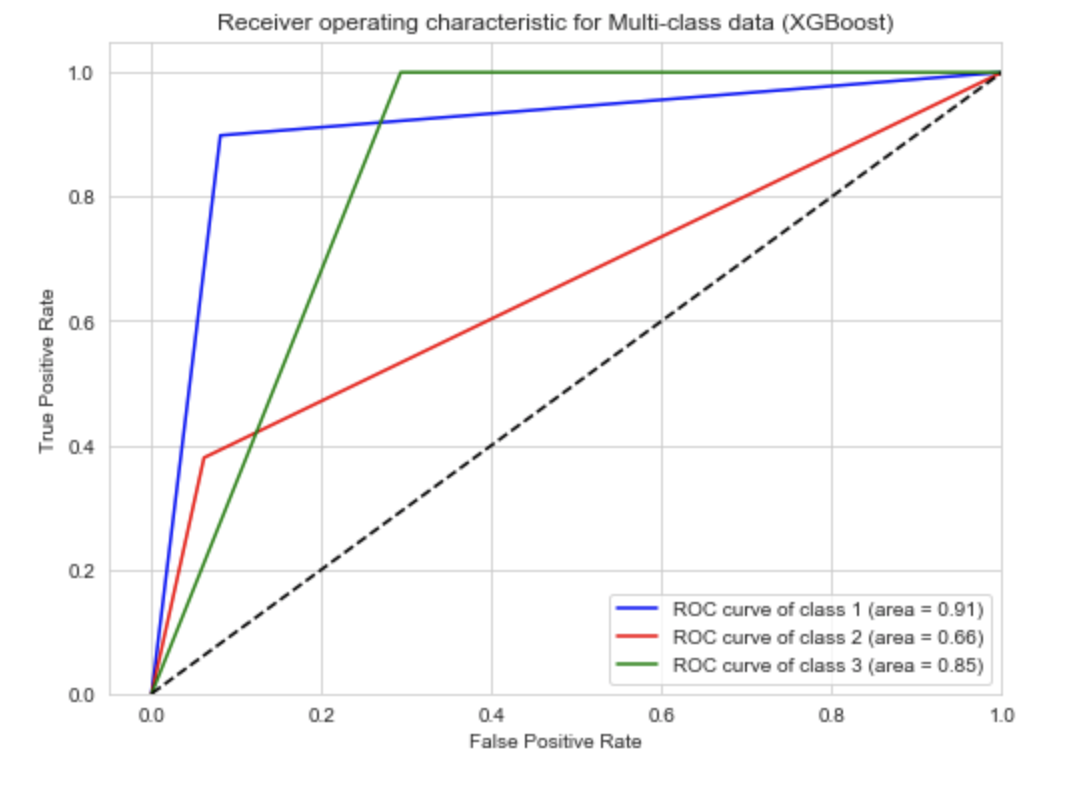 Receiver operating characteristic for Multi-class data (XGBoost)
1.0
0.8
0.6
0.4
0.2
0.0
True Positive Rate
0.0 0.2 0.4 0.6 0.8 1.0
False Positive Rate
ROC curve of class 1 (area = 0.91)
ROC curve of class 2 (area = 0.66)
ROC curve of class 3 (area = 0.85)